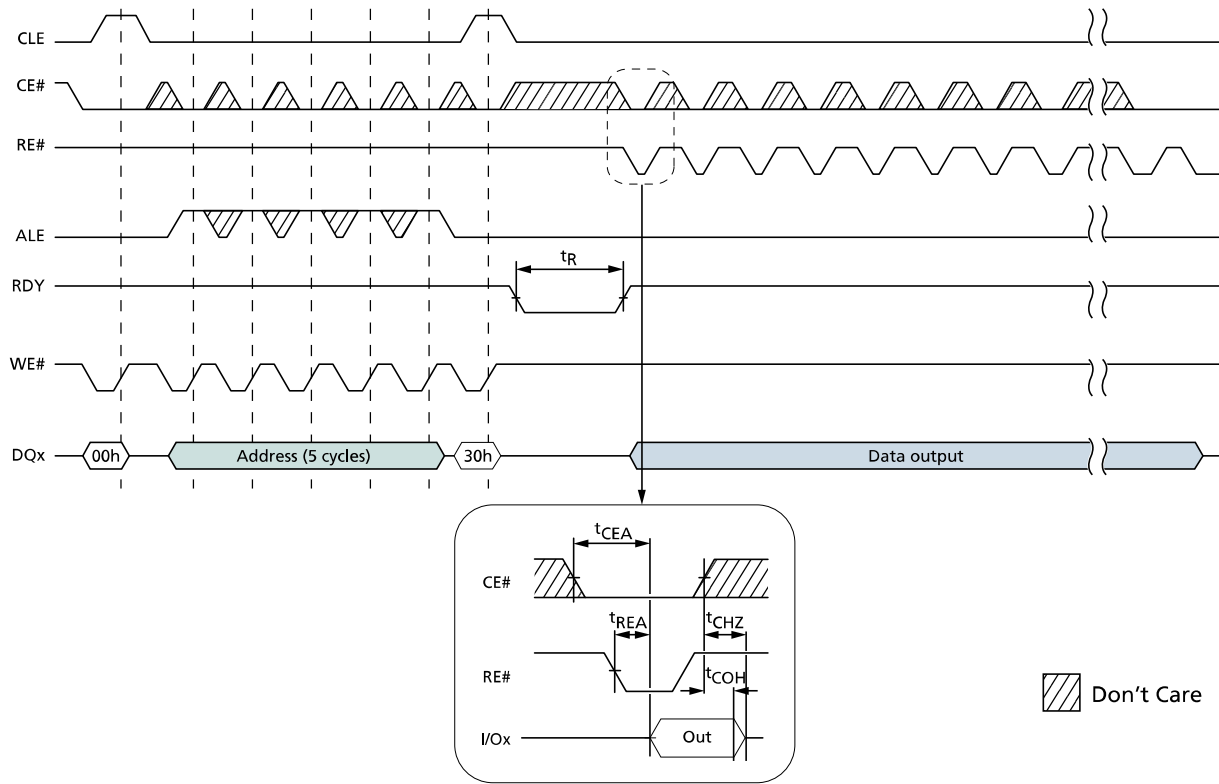 CLE
CE#
RE#
ALE
tR
RDY
WE#
DQx
00h
Address (5 cycles)
30h
Data output
tCEA
CE#
tREA
tCHZ
RE#
tCOH
I/Ox
Out
Don't Care